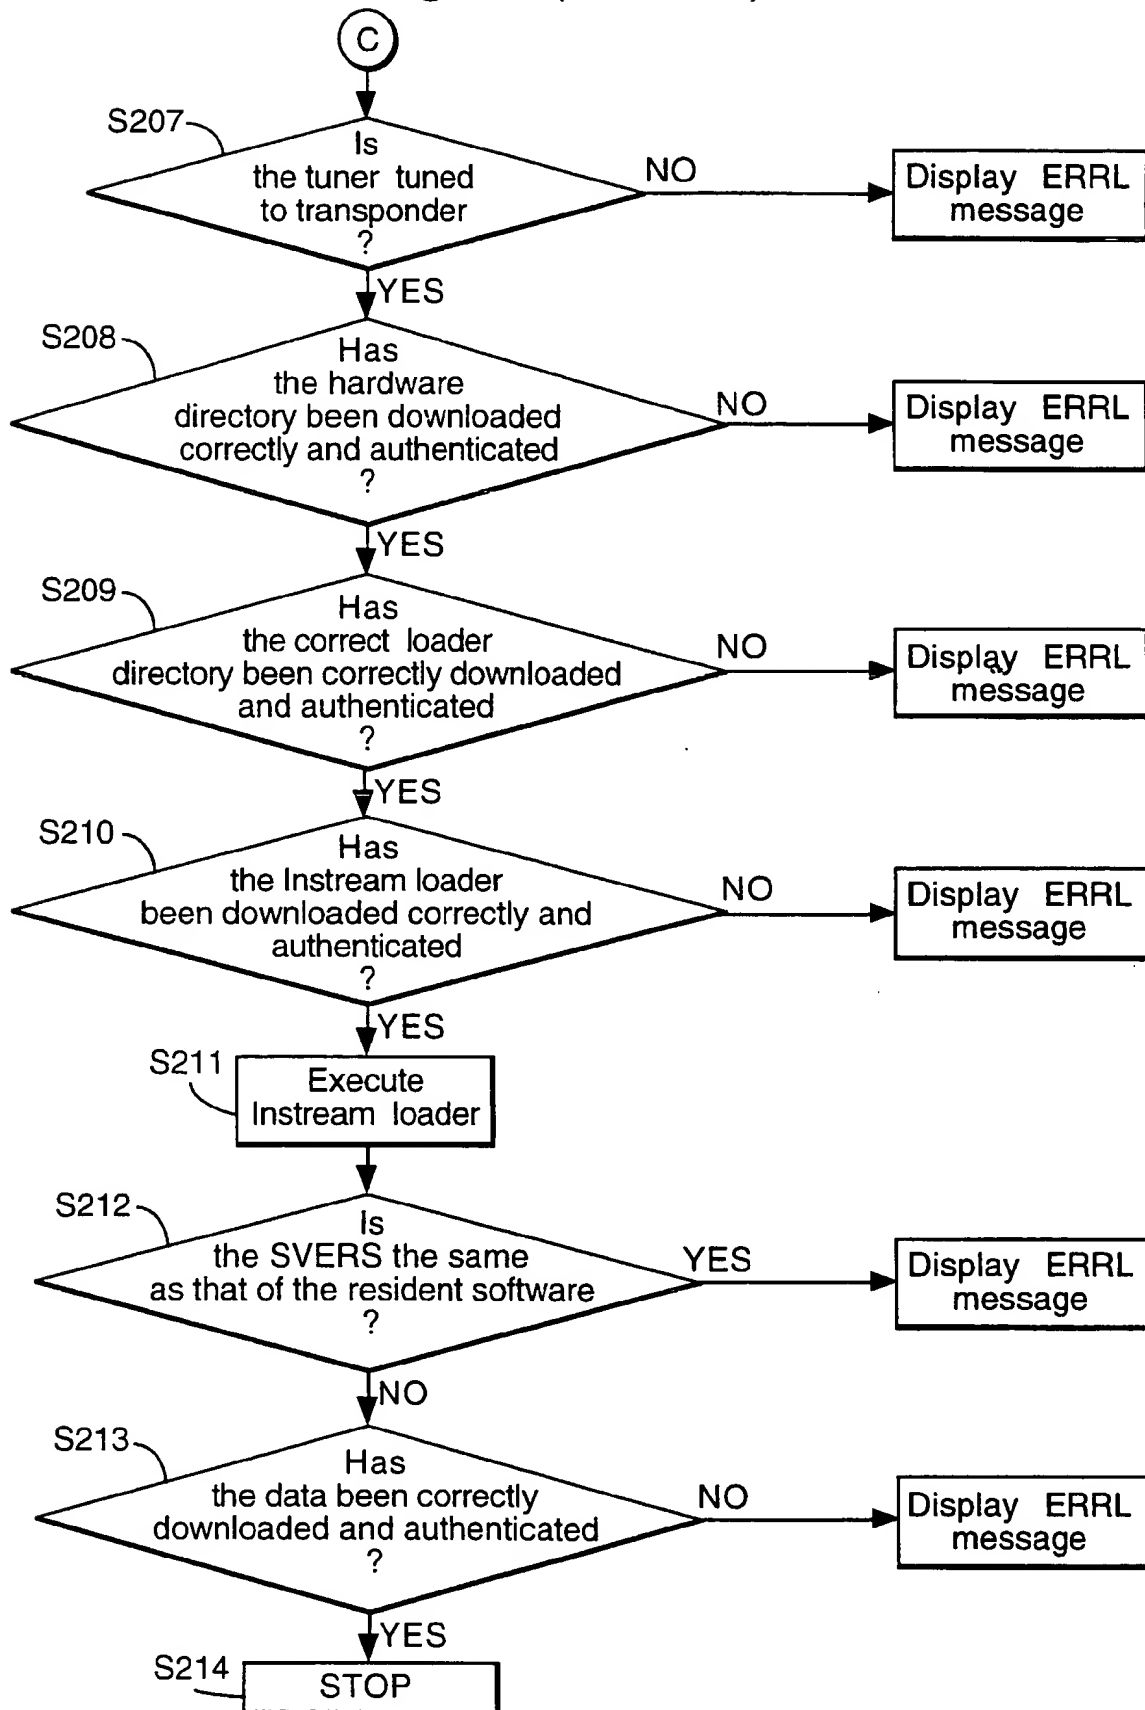 C
S207
Is
the tuner tuned
to transponder
?
NO
Display ERRL
message
YES
S208
Has
the hardware
directory been downloaded
correctly and authenticated
?
NO
Display ERRL
message
YES
S209
Has
the correct loader
directory been correctly downloaded
and authenticated
?
NO
Display ERRL
message
YES
S210
Has
the Instream loader
been downloaded correctly and
authenticated
?
NO
Display ERRL
message
YES
S211
Execute
Instream loader
S212
Is
the SVERS the same
as that of the resident software
?
YES
Display ERRL
message
NO
S213
Has
the data been correctly
downloaded and authenticated
?
NO
Display ERRL
message
YES
S214
STOP